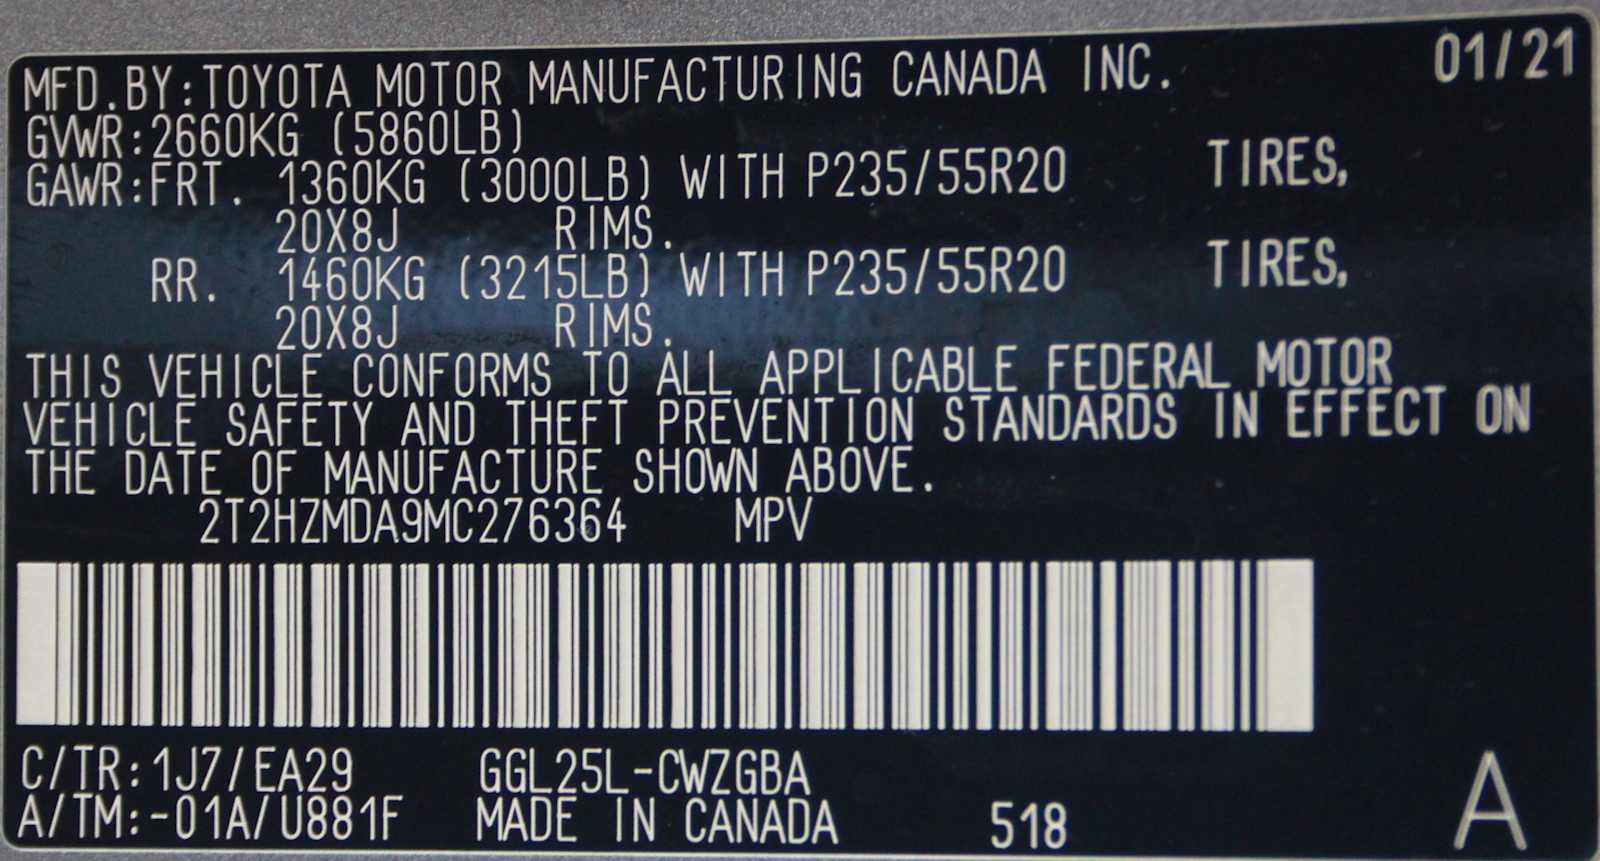 MFD.BY:TOYOTA MOTOR MANUFACTURING CANADA INC. 01/21
GVWR:2660KG (5860LB)
GAWR:FRT. 1360KG (3000LB) WITH P235/55R20 TIRES,
20X8J RIMS.
RR. 1460KG (3215LB) WITH P235/55R20 TIRES,
20X8J RIMS.
THIS VEHICLE CONFORMS TO ALL APPLICABLE FEDERAL MOTOR
VEHICLE SAFETY AND THEFT PREVENTION STANDARDS IN EFFECT ON
THE DATE OF MANUFACTURE SHOWN ABOVE.
2T2HZMDA9MC276364 MPV
C/TR:1J7/EA29 GGL25L-CWZGBA
A/TM:-01A/U881F MADE IN CANADA 518 A